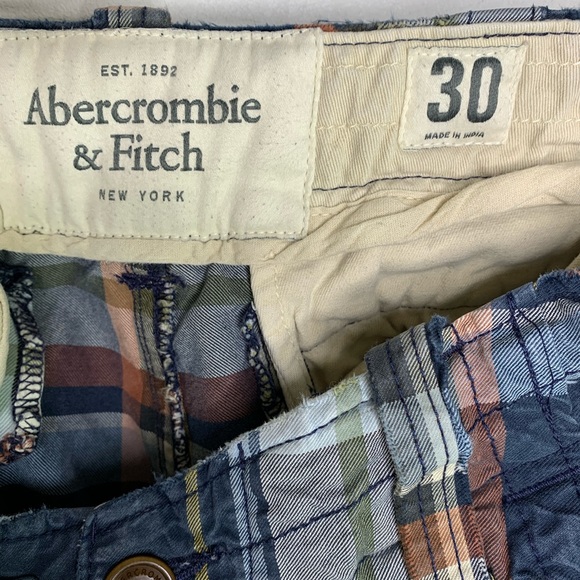 EST. 1892
Abercrombie
& Fitch
NEW YORK
30
MADE IN INDIA